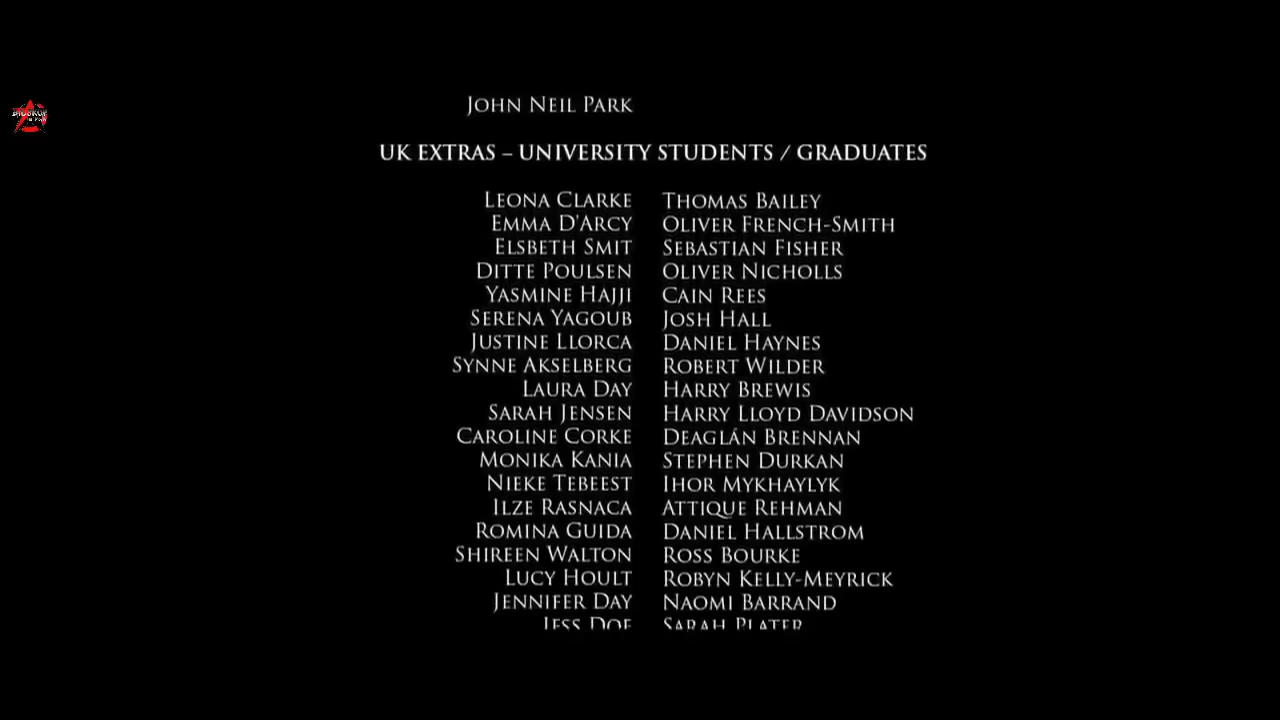 JOHN NEIL PARK
UK EXTRAS – UNIVERSITY STUDENTS / GRADUATES
LEONA CLARKE THOMAS BAILEY
EMMA D'ARCY OLIVER FRENCH-SMITH
ELSBETH SMIT SEBASTIAN FISHER
DITTE POULSEN OLIVER NICHOLLS
YASMINE HAJJI CAIN REES
SERENA YAGOUB JOSH HALL
JUSTINE LLORCA DANIEL HAYNES
SYNNE AKSELBERG ROBERT WILDER
LAURA DAY HARRY BREWIS
SARAH JENSEN HARRY LLOYD DAVIDSON
CAROLINE CORKE DEAGLÁN BRENNAN
MONIKA KANIA STEPHEN DURKAN
NIEKE TEBEEST IHOR MYKHAYLYK
ILZE RASNACA ATTIQUE REHMAN
ROMINA GUIDA DANIEL HALLSTROM
SHIREEN WALTON ROSS BOURKE
LUCY HOULT ROBYN KELLY-MEYRICK
JENNIFER DAY NAOMI BARRAND
JESS DOE SARAH PLATER